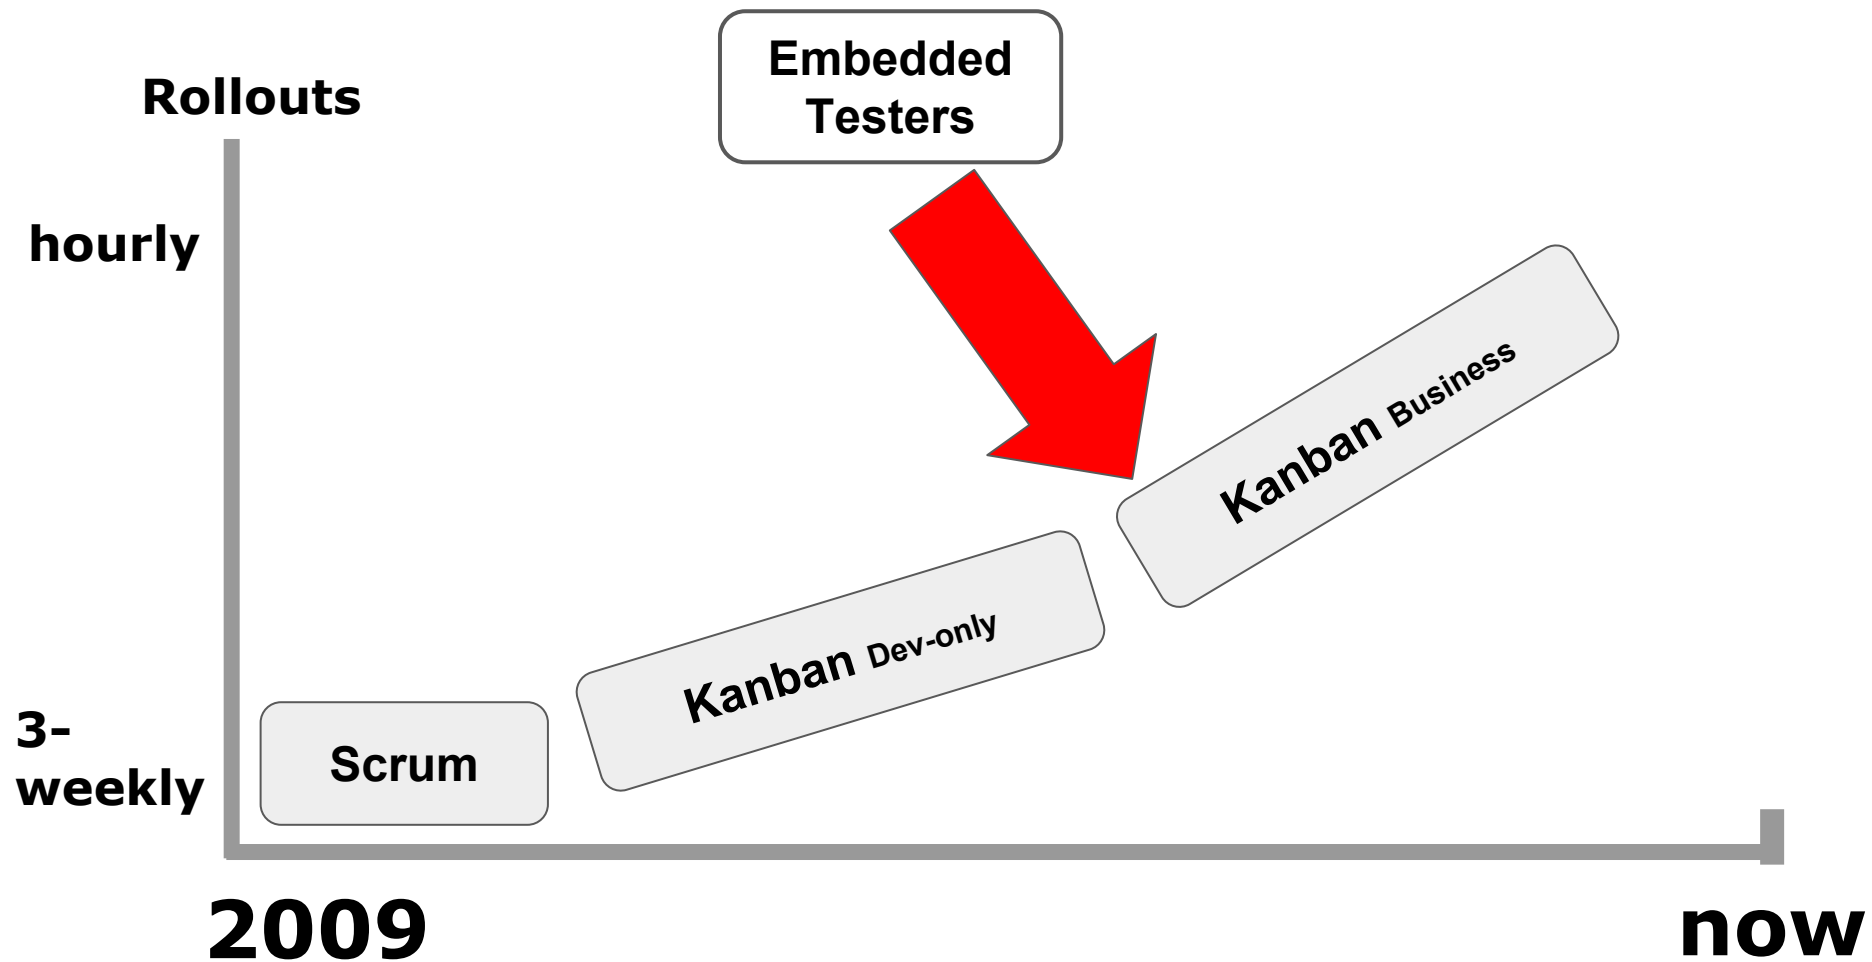 Embedded
Testers
Rollouts
hourly
Kanban Business
Kanban Dev-only
3-
weekly
Scrum
2009
now